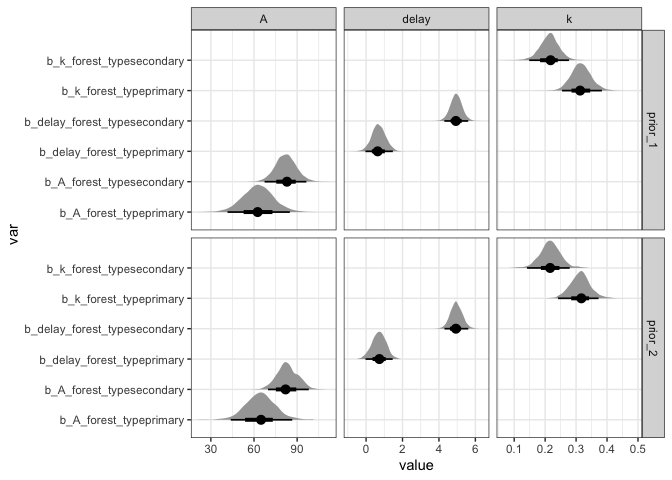 A delay k
b_k_forest_typesecondary
b_k_forest_typeprimary
b_delay_forest_typesecondary
b_delay_forest_typeprimary
b_A_forest_typesecondary
b_A_forest_typeprimary
prior_1
var
b_k_forest_typesecondary
b_k_forest_typeprimary
b_delay_forest_typesecondary
b_delay_forest_typeprimary
b_A_forest_typesecondary
b_A_forest_typeprimary
prior_2
30 60 90 0 2 4 6 0.1 0.2 0.3 0.4 0.5
value